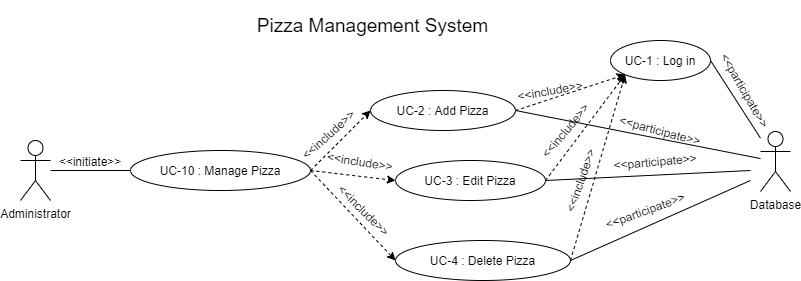 Pizza Management System
UC-1 : Log in
<<participate>>
<<include>>
UC-2 : Add Pizza
<<include>>
<<participate>>
<<include>>
<<initiate>>
UC-10 : Manage Pizza
<<include>>
UC-3 : Edit Pizza
<<participate>>
<<include>>
Administrator
Database
<<include>>
<<participate>>
UC-4 : Delete Pizza